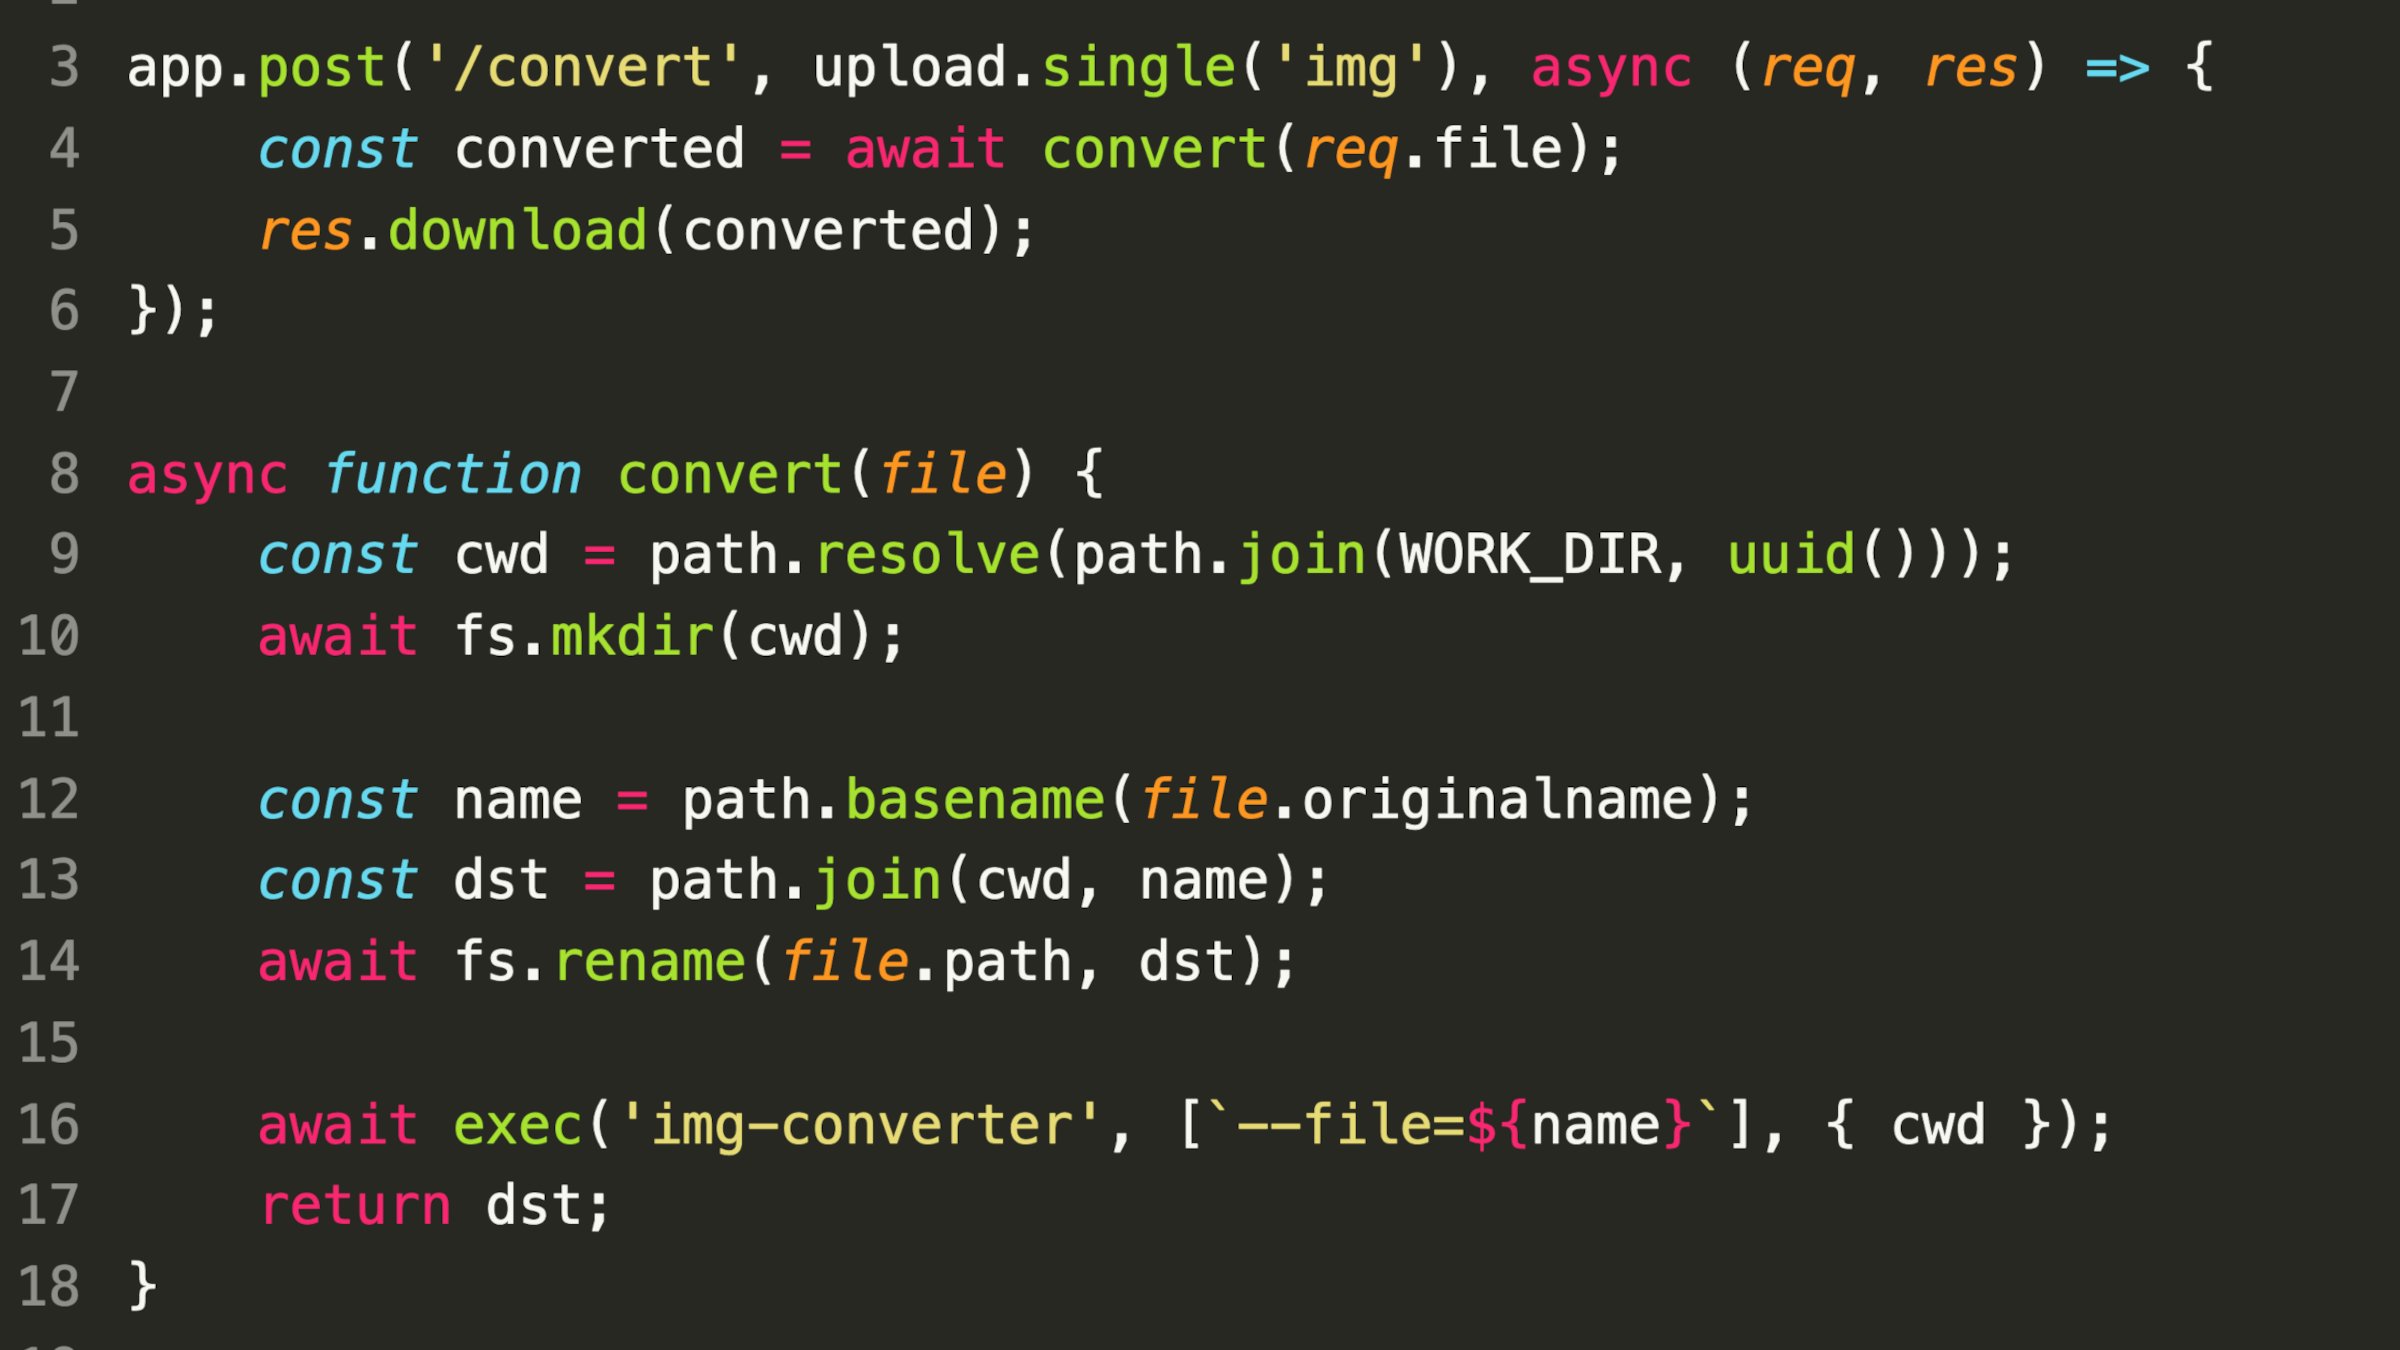 3 app.post('/convert', upload.single('img'), async (req, res) => {
4     const converted = await convert(req.file);
5     res.download(converted);
6 });
7
8 async function convert(file) {
9     const cwd = path.resolve(path.join(WORK_DIR, uuid()));
10     await fs.mkdir(cwd);
11
12     const name = path.basename(file.originalname);
13     const dst = path.join(cwd, name);
14     await fs.rename(file.path, dst);
15
16     await exec('img-converter', [`--file=${name}`], { cwd });
17     return dst;
18 }